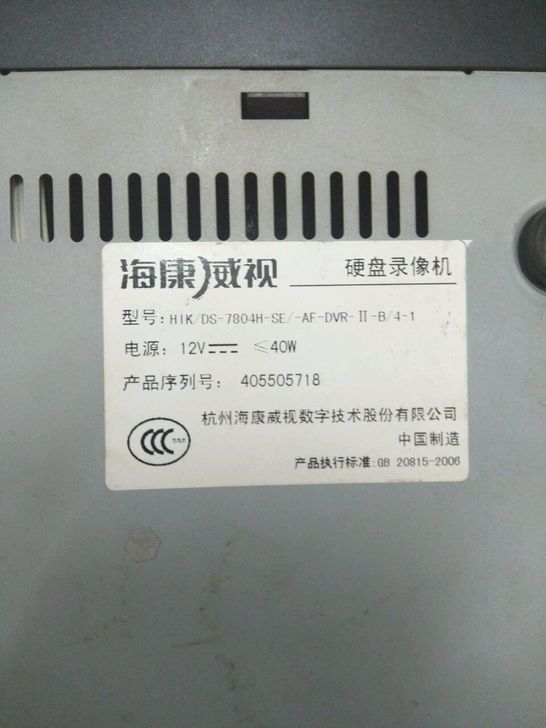 海康威视 硬盘录像机
型号: HIK/DS-7804H-SE/-AF-DVR-Ⅱ-B/4-1
电源: 12V⎓ ≤40W
产品序列号: 405505718
杭州海康威视数字技术股份有限公司
CCC
中国制造
产品执行标准:GB 20815-2006